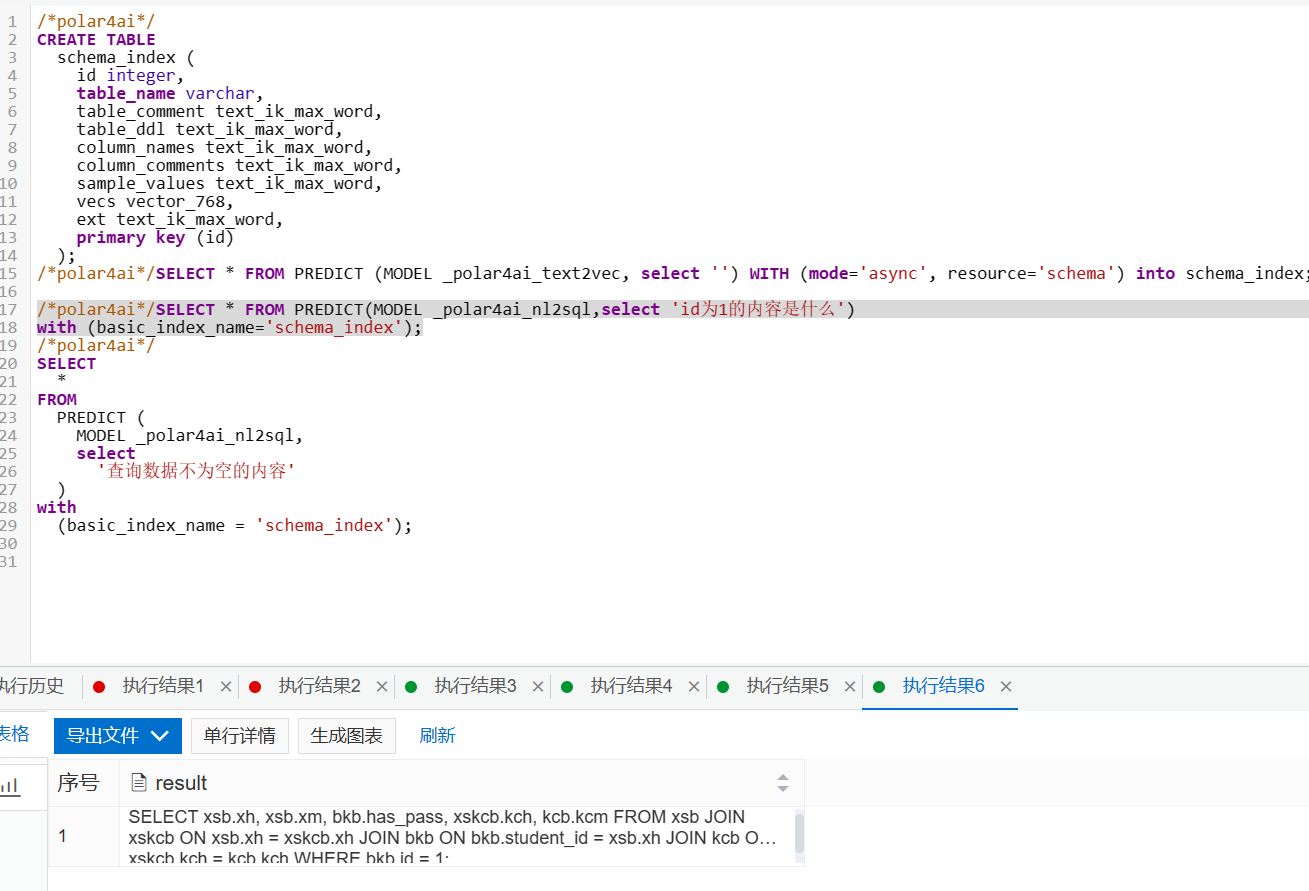 1 /*polar4ai*/
2 CREATE TABLE
3 schema_index (
4 id integer,
5 table_name varchar,
6 table_comment text_ik_max_word,
7 table_ddl text_ik_max_word,
8 column_names text_ik_max_word,
9 column_comments text_ik_max_word,
10 sample_values text_ik_max_word,
11 vecs vector_768,
12 ext text_ik_max_word,
13 primary key (id)
14 );
15 /*polar4ai*/SELECT * FROM PREDICT (MODEL _polar4ai_text2vec, select '') WITH (mode='async', resource='schema') into schema_index;
16
17 /*polar4ai*/SELECT * FROM PREDICT(MODEL _polar4ai_nl2sql,select 'id为1的内容是什么')
18 with (basic_index_name='schema_index');
19 /*polar4ai*/
20 SELECT
21 *
22 FROM
23 PREDICT (
24 MODEL _polar4ai_nl2sql,
25 select
26 '查询数据不为空的内容'
27 )
28 with
29 (basic_index_name = 'schema_index');
30
31
执行历史 执行结果1 × 执行结果2 × 执行结果3 × 执行结果4 × 执行结果5 × 执行结果6 ×
表格 导出文件 单行详情 生成图表 刷新
序号 result
1 SELECT xsb.xh, xsb.xm, bkb.has_pass, xskcb.kch, kcb.kcm FROM xsb JOIN
xskcb ON xsb.xh = xskcb.xh JOIN bkb ON bkb.student_id = xsb.xh JOIN kcb O...
xskcb.kch = kcb.kch WHERE bkb.id = 1;